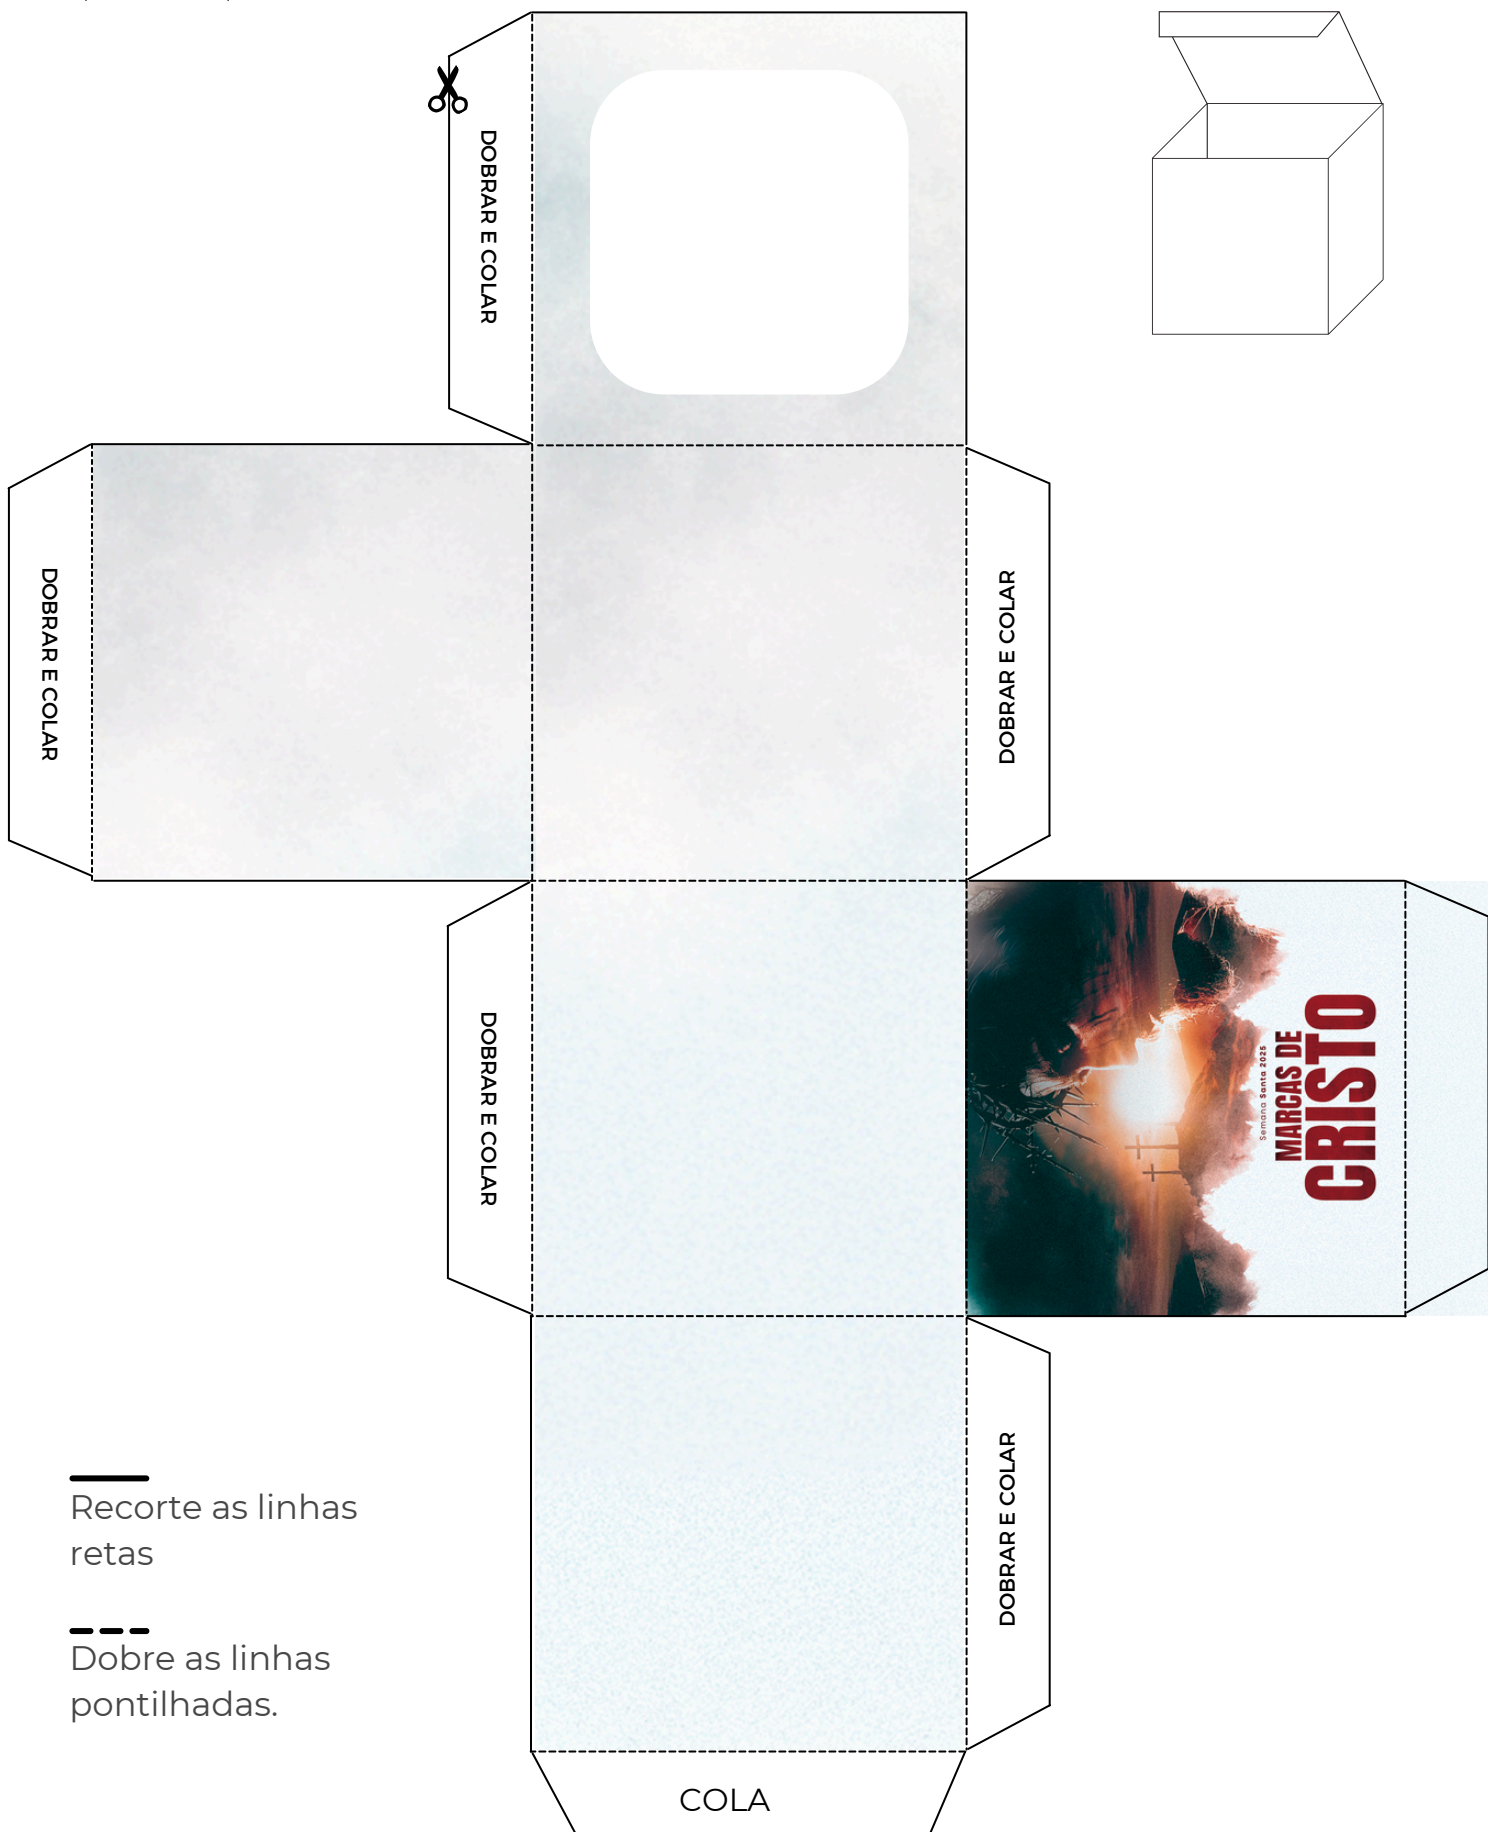 DOBRAR E COLAR
DOBRAR E COLAR
DOBRAR E COLAR
DOBRAR E COLAR
Semana Santa 2025
MARCAS DE
CRISTO
DOBRAR E COLAR
Recorte as linhas
retas
Dobre as linhas
pontilhadas.
COLA